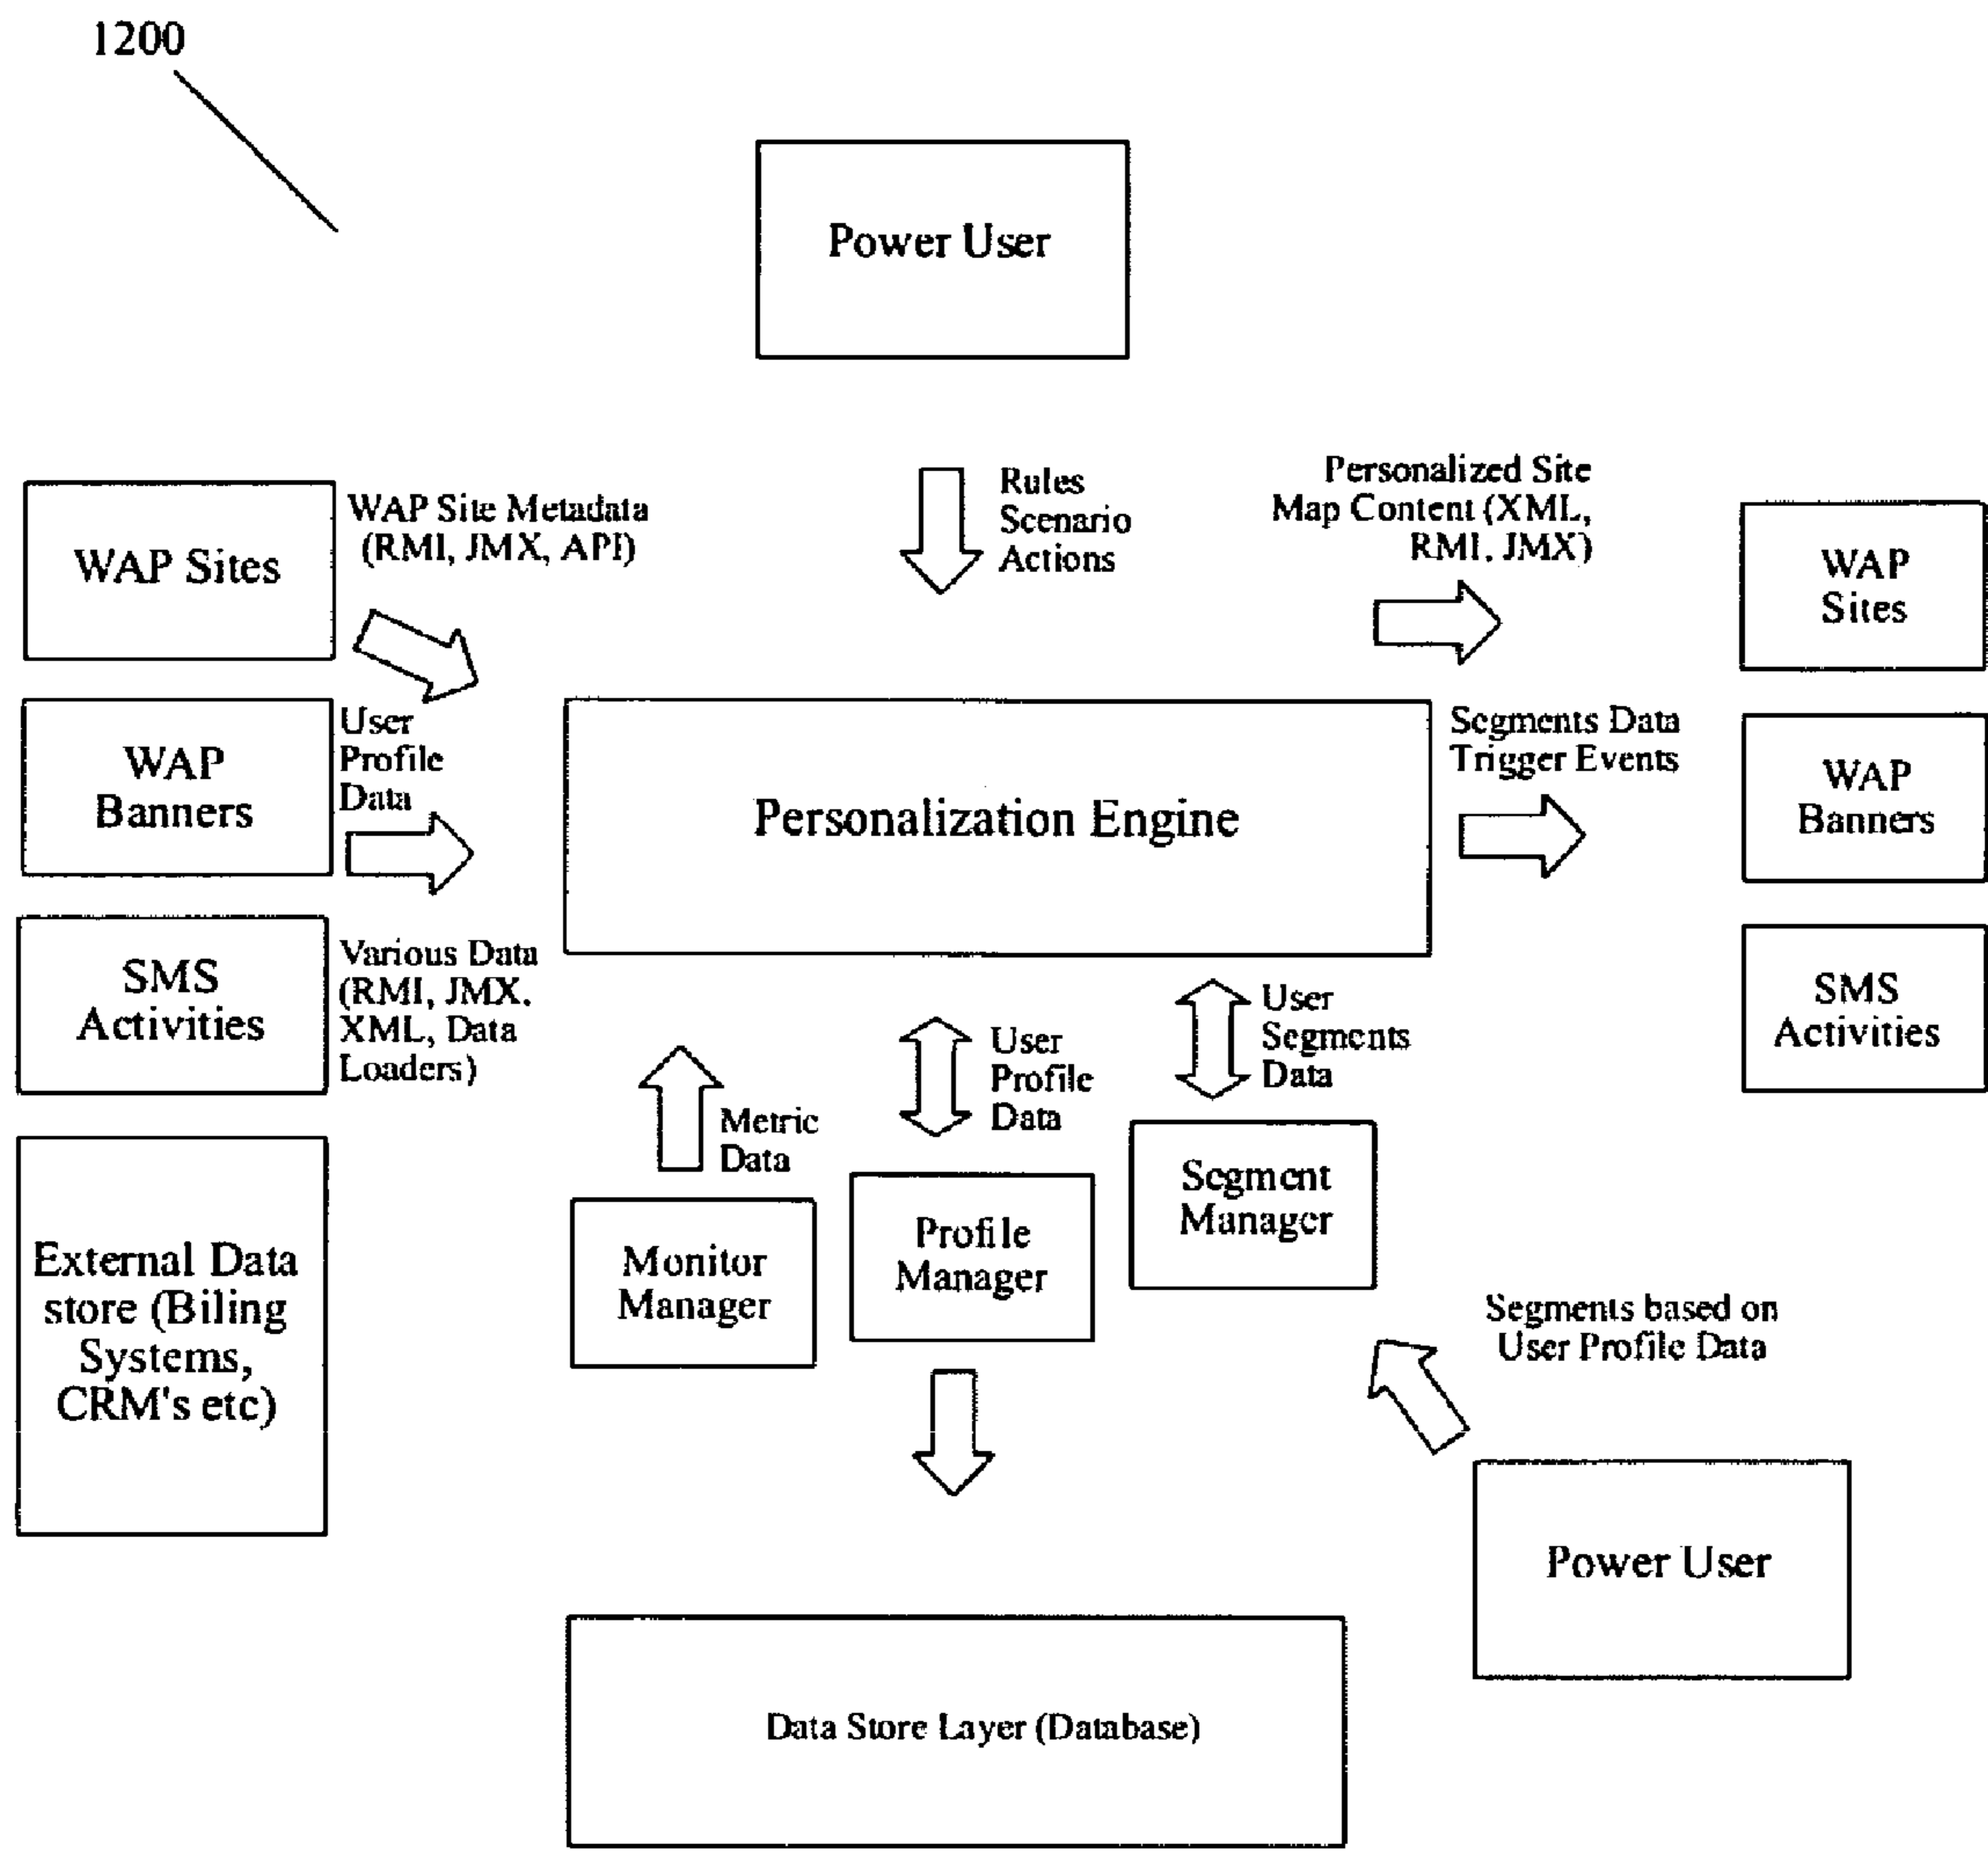 1200
Power User
Rules
Scenario
Actions
Personalized Site
Map Content (XML,
RMI, JMX)
WAP Sites
WAP Site Metadata
(RMI, JMX, API)
WAP
Sites
WAP
Banners
User
Profile
Data
Personalization Engine
Segments Data
Trigger Events
WAP
Banners
SMS
Activities
Various Data
(RMI, JMX,
XML, Data
Loaders)
SMS
Activities
Metric
Data
User
Profile
Data
User
Segments
Data
Monitor
Manager
Profile
Manager
Segment
Manager
External Data
store (Biling
Systems,
CRM's etc)
Segments based on
User Profile Data
Power User
Data Store Layer (Database)